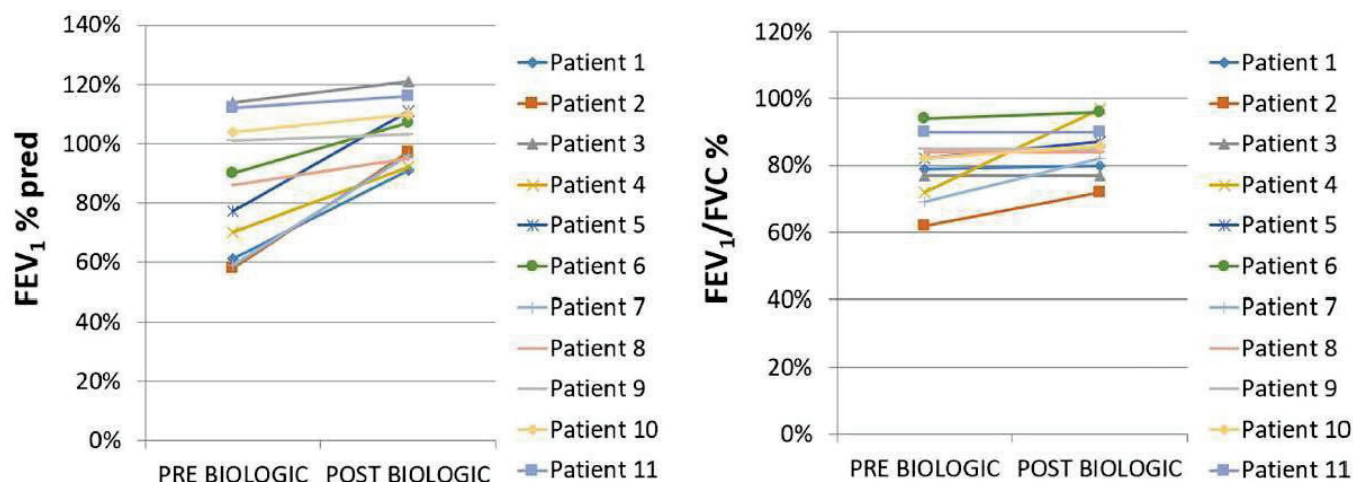 FEV1 % pred
140%
120%
100%
80%
60%
40%
20%
0%
PRE BIOLOGIC POST BIOLOGIC
Patient 1
Patient 2
Patient 3
Patient 4
Patient 5
Patient 6
Patient 7
Patient 8
Patient 9
Patient 10
Patient 11
FEV1/FVC %
120%
100%
80%
60%
40%
20%
0%
PRE BIOLOGIC POST BIOLOGIC
Patient 1
Patient 2
Patient 3
Patient 4
Patient 5
Patient 6
Patient 7
Patient 8
Patient 9
Patient 10
Patient 11